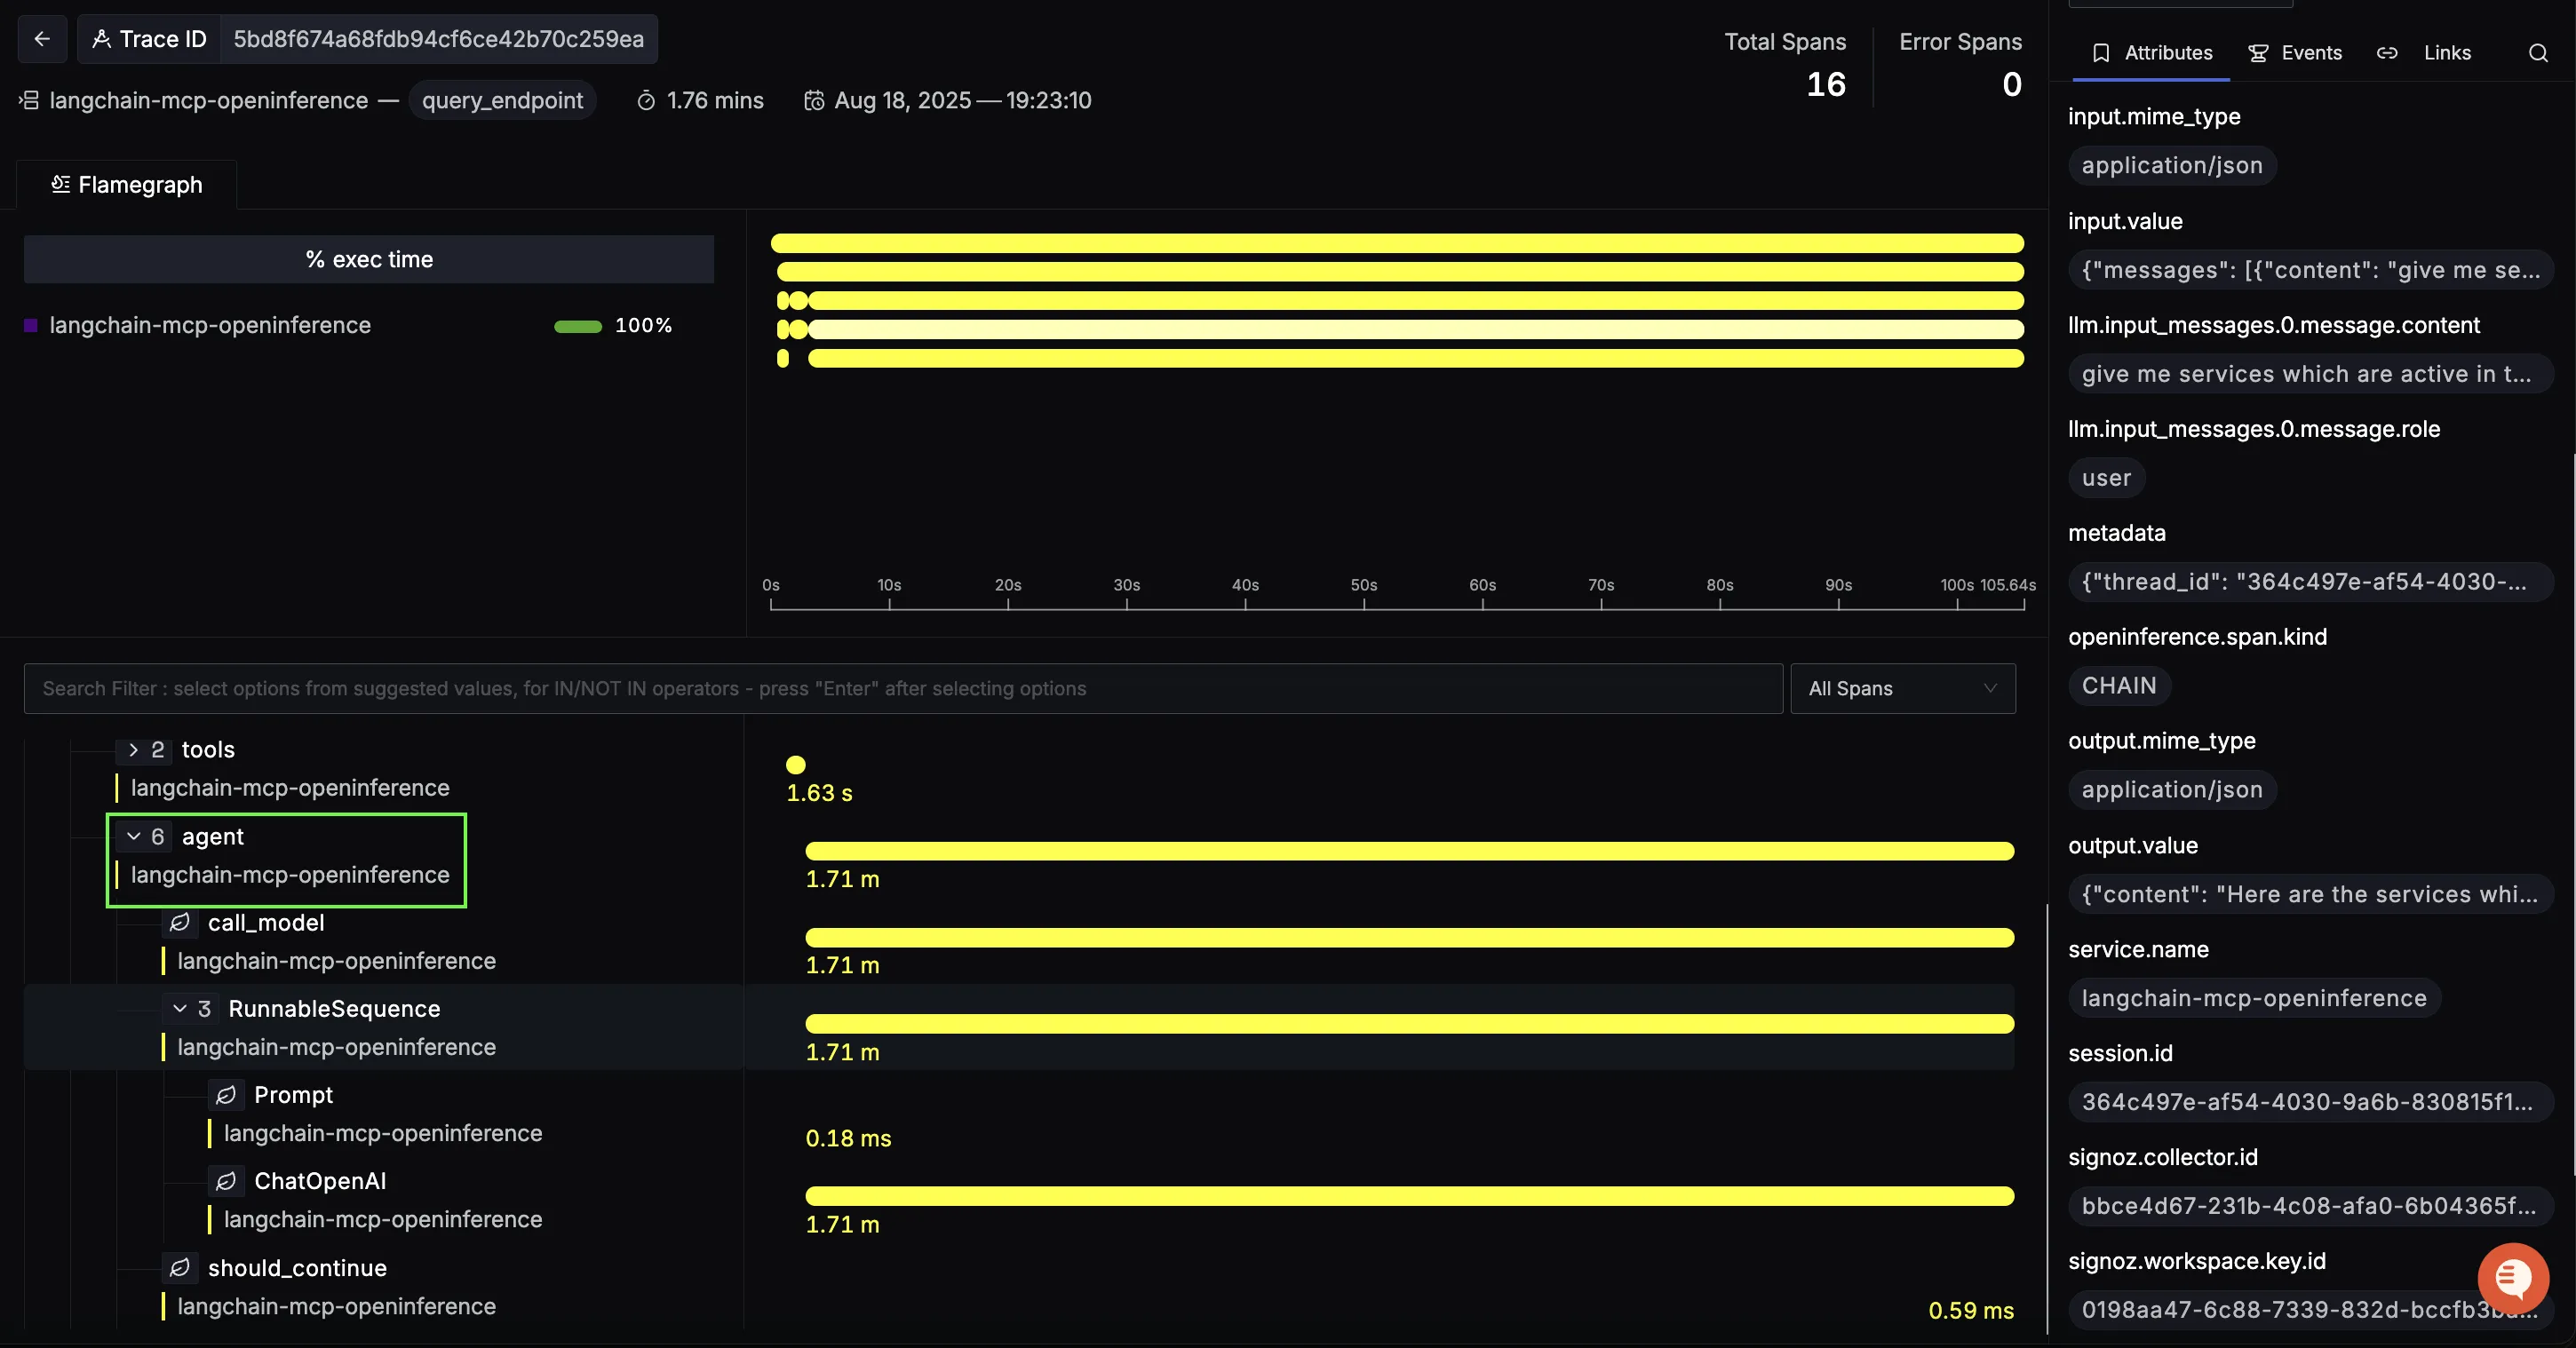 Trace ID 5bd8f674a68fdb94cf6ce42b70c259ea
langchain-mcp-openinference — query_endpoint 1.76 mins Aug 18, 2025 — 19:23:10
Total Spans
16
Error Spans
0
Flamegraph
% exec time
langchain-mcp-openinference 100%
0s 10s 20s 30s 40s 50s 60s 70s 80s 90s 100s 105.64s
Search Filter : select options from suggested values, for IN/NOT IN operators - press "Enter" after selecting options
All Spans
2 tools
langchain-mcp-openinference
1.63 s
6 agent
langchain-mcp-openinference
1.71 m
call_model
langchain-mcp-openinference
1.71 m
3 RunnableSequence
langchain-mcp-openinference
1.71 m
Prompt
langchain-mcp-openinference
0.18 ms
ChatOpenAI
langchain-mcp-openinference
1.71 m
should_continue
langchain-mcp-openinference
0.59 ms
Attributes Events Links
input.mime_type
application/json
input.value
{"messages": [{"content": "give me se...
llm.input_messages.0.message.content
give me services which are active in t...
llm.input_messages.0.message.role
user
metadata
{"thread_id": "364c497e-af54-4030-...
openinference.span.kind
CHAIN
output.mime_type
application/json
output.value
{"content": "Here are the services whi...
service.name
langchain-mcp-openinference
session.id
364c497e-af54-4030-9a6b-830815f1...
signoz.collector.id
bbce4d67-231b-4c08-afa0-6b04365f...
signoz.workspace.key.id